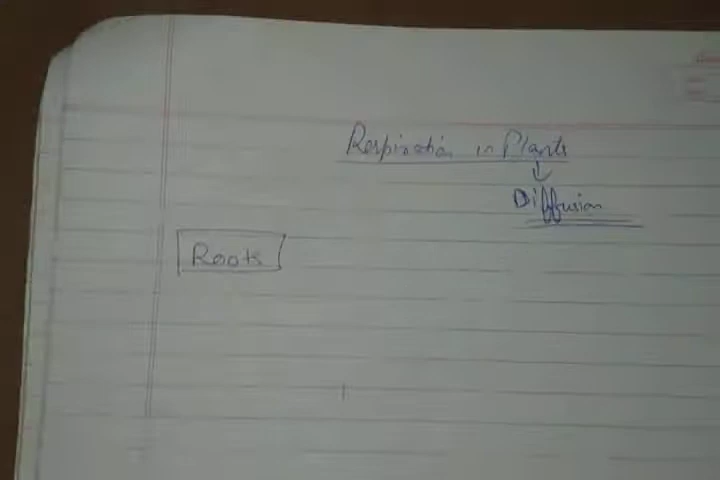 Respiration in Plants
↓
Diffusion
Roots